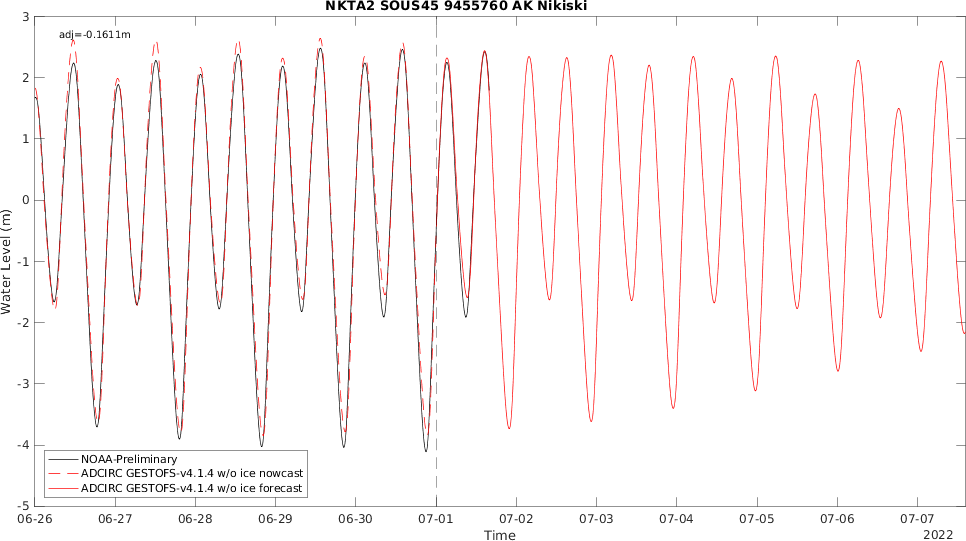 NKTA2 SOUS45 9455760 AK Nikiski
adj=-0.1611m
3
2
1
0
-1
-2
-3
-4
-5
Water Level (m)
NOAA-Preliminary
ADCIRC GESTOFS-v4.1.4 w/o ice nowcast
ADCIRC GESTOFS-v4.1.4 w/o ice forecast
06-26 06-27 06-28 06-29 06-30 07-01 07-02 07-03 07-04 07-05 07-06 07-07
Time
2022